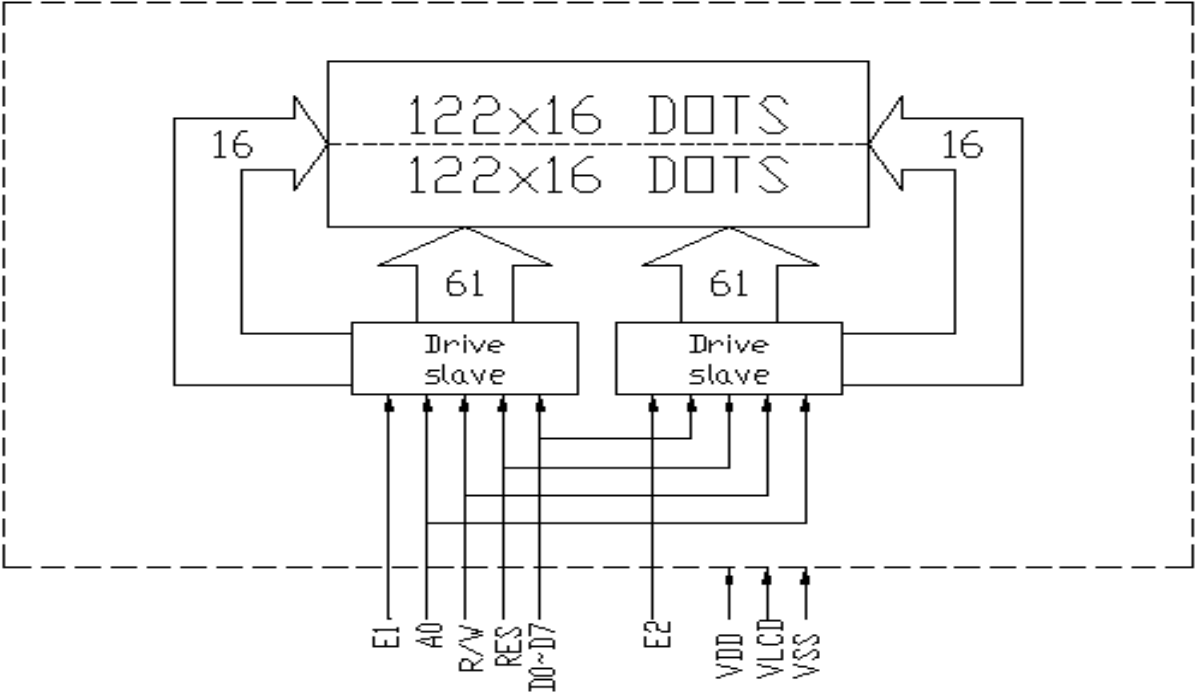 122x16 DOTS
16
16
122x16 DOTS
61
61
Drive
slave
Drive
slave
E1
A0
R/W
RES
D0~D7
E2
VDD
VLCD
VSS